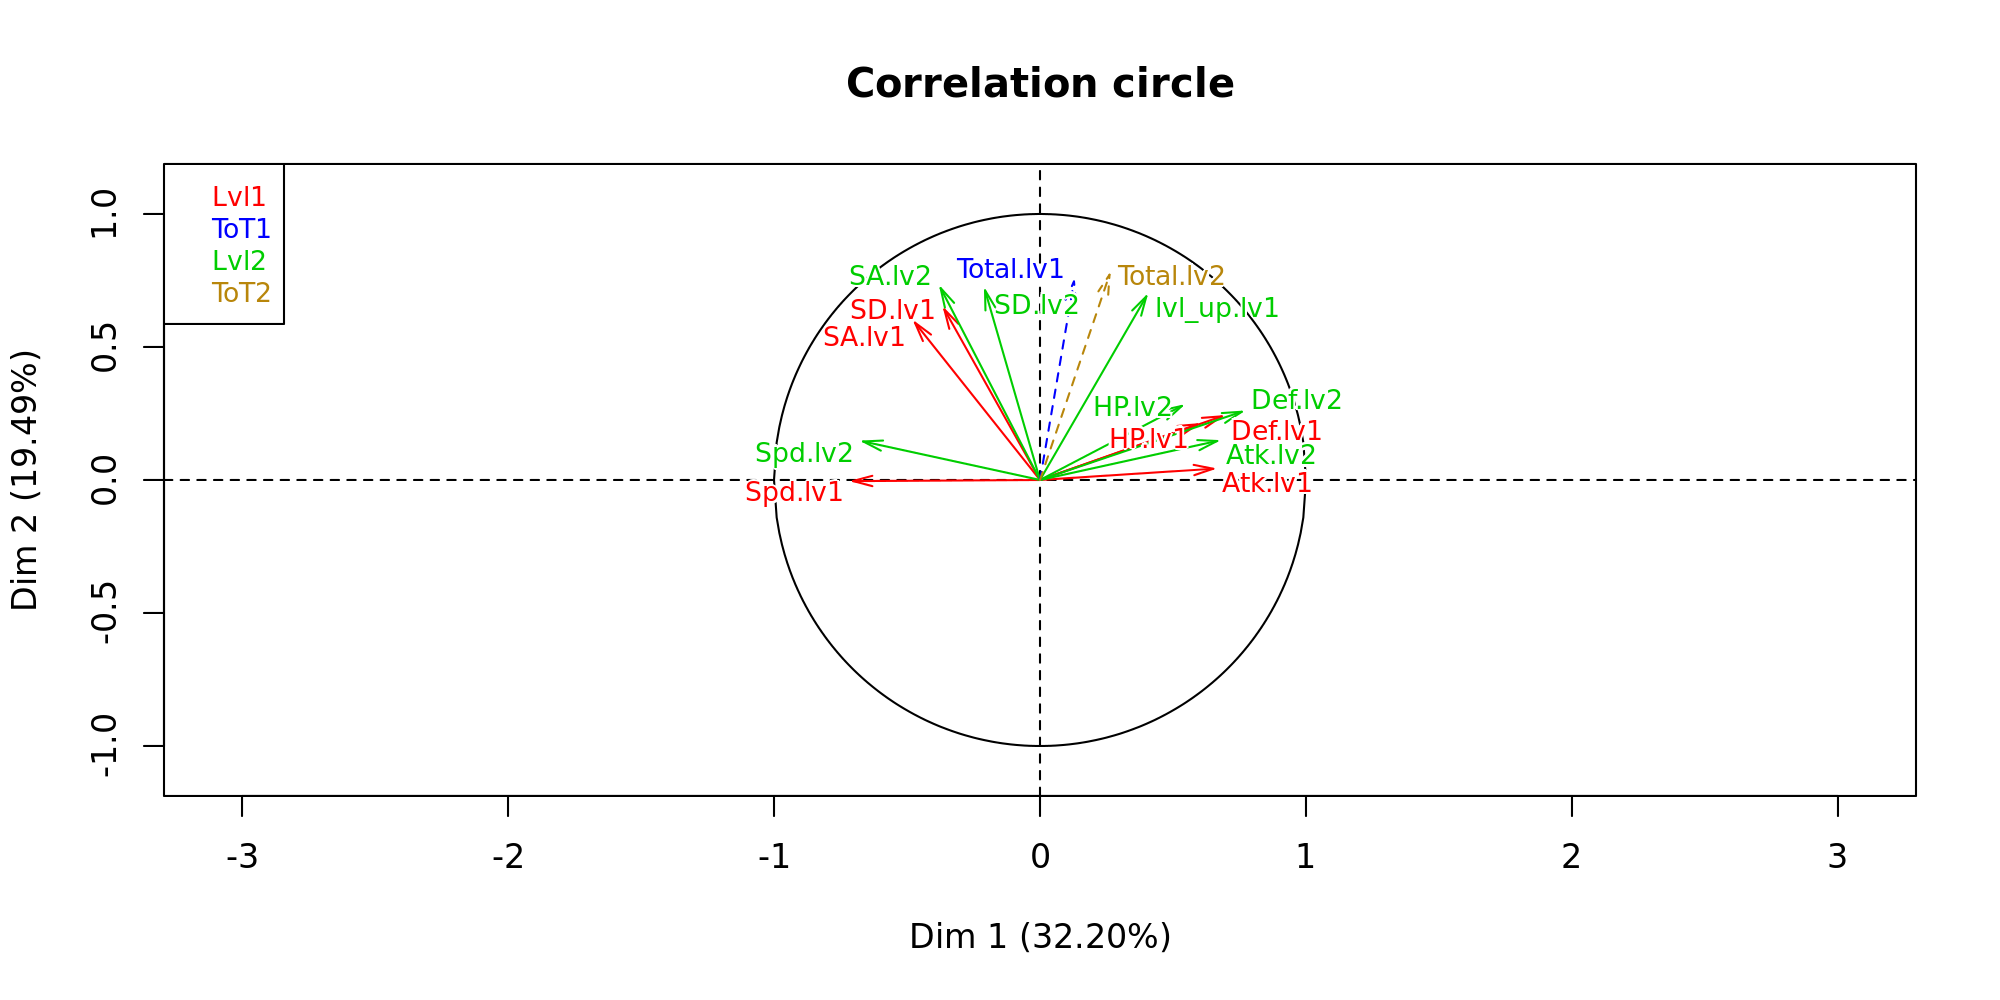 Correlation circle
Lvl1
ToT1
Lvl2
ToT2
Total.lv1
SA.lv2
Total.lv2
SD.lv1
SD.lv2
lvl_up.lv1
SA.lv1
HP.lv2
Def.lv2
HP.lv1
Def.lv1
Spd.lv2
Atk.lv2
Spd.lv1
Atk.lv1
1.0
0.5
0.0
-0.5
-1.0
Dim 2 (19.49%)
-3 -2 -1 0 1 2 3
Dim 1 (32.20%)